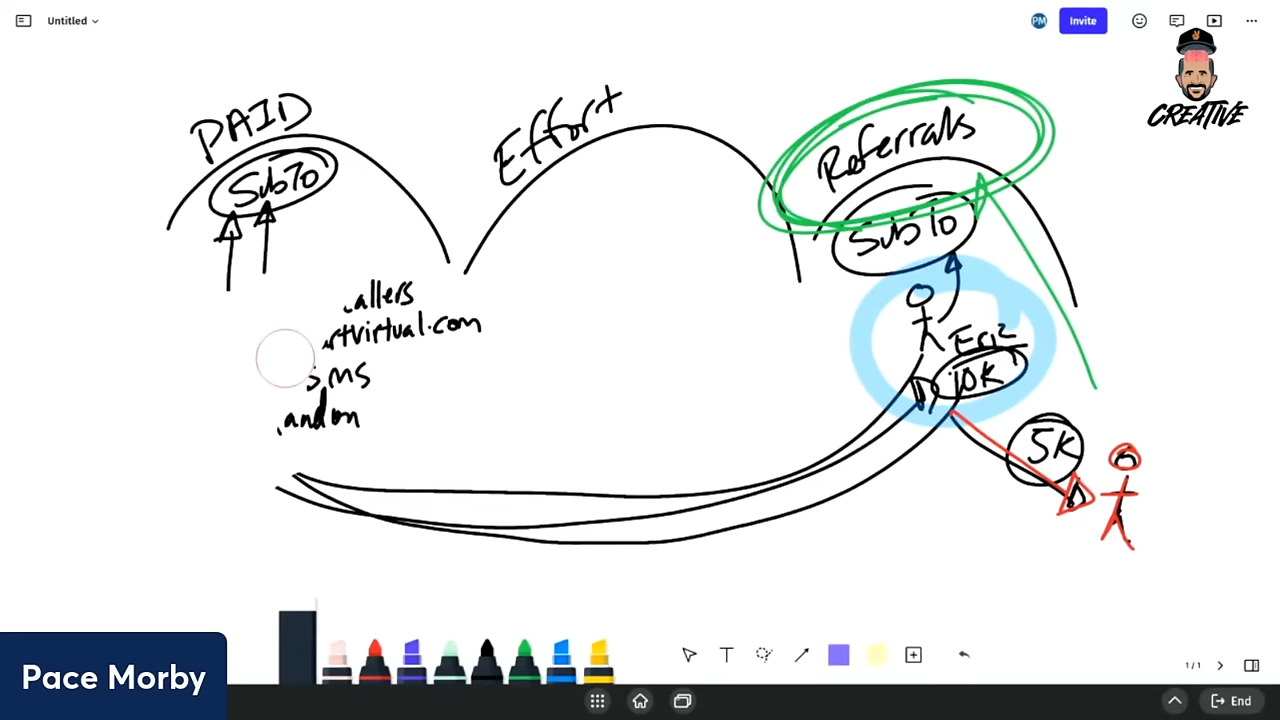 Untitled
PM
Invite
CREATIVE
PAID
SubTo
Effort
Referrals
SubTo
Eric
10K
5K
.allers
rtvirtual.com
sms
.andon
1/1
Pace Morby
End